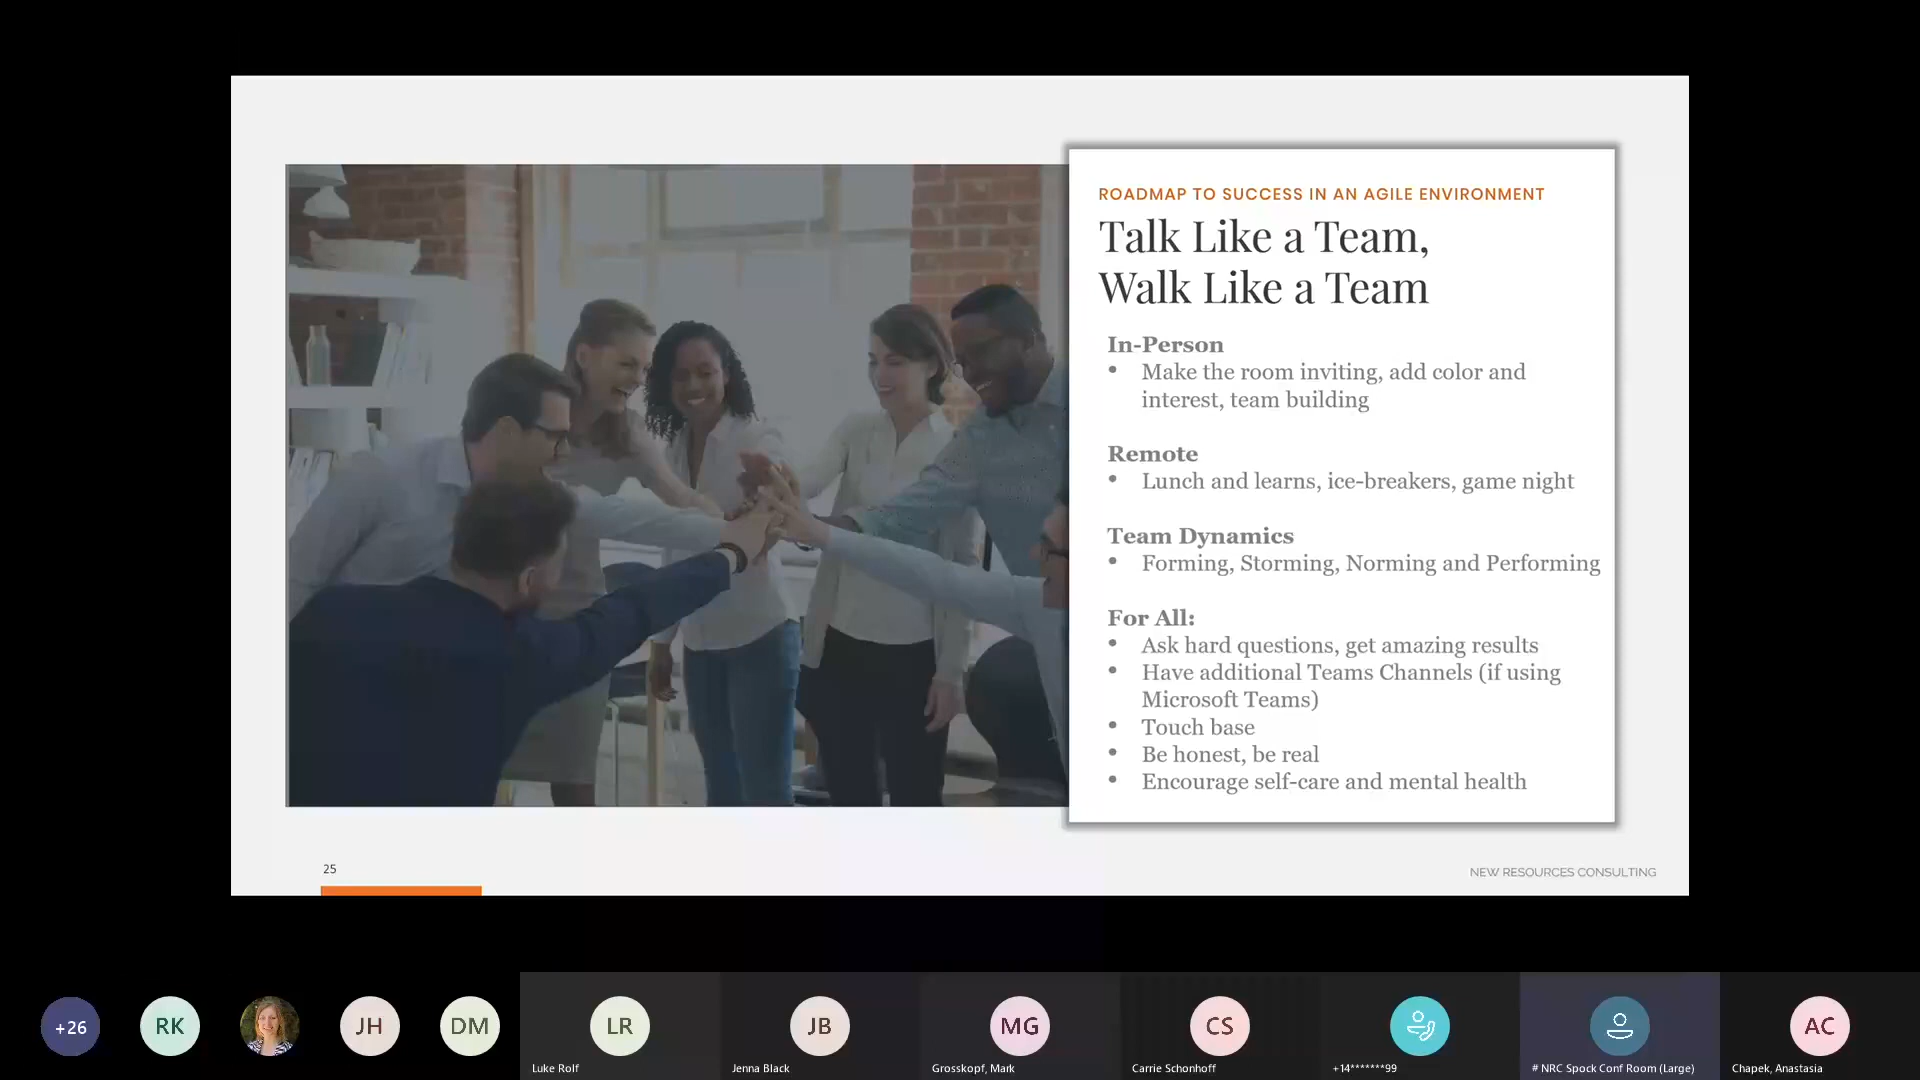 ROADMAP TO SUCCESS IN AN AGILE ENVIRONMENT
Talk Like a Team,
Walk Like a Team
In-Person
• Make the room inviting, add color and
interest, team building
Remote
• Lunch and learns, ice-breakers, game night
Team Dynamics
• Forming, Storming, Norming and Performing
For All:
• Ask hard questions, get amazing results
• Have additional Teams Channels (if using
Microsoft Teams)
• Touch base
• Be honest, be real
• Encourage self-care and mental health
25
NEW RESOURCES CONSULTING
+26
RK
JH
DM
LR
JB
MG
CS
AC
Luke Rolf
Jenna Black
Grosskopf, Mark
Carrie Schonhoff
+14*******99
# NRC Spock Conf Room (Large)
Chapek, Anastasia